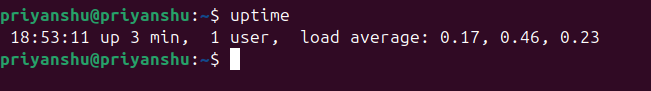 priyanshu@priyanshu:~$ uptime
 18:53:11 up 3 min,  1 user,  load average: 0.17, 0.46, 0.23
priyanshu@priyanshu:~$